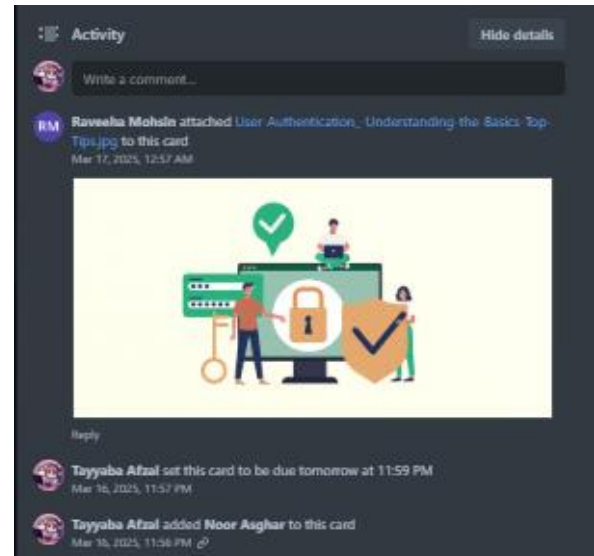 Activity
Hide details
Write a comment...
RM
Raveeha Mohsin attached User Authentication_ Understanding-the-Basics-Top-
Tips.jpg to this card
Mar 17, 2025, 12:57 AM
Reply
Tayyaba Afzal set this card to be due tomorrow at 11:59 PM
Mar 16, 2025, 11:57 PM
Tayyaba Afzal added Noor Asghar to this card
Mar 16, 2025, 11:56 PM